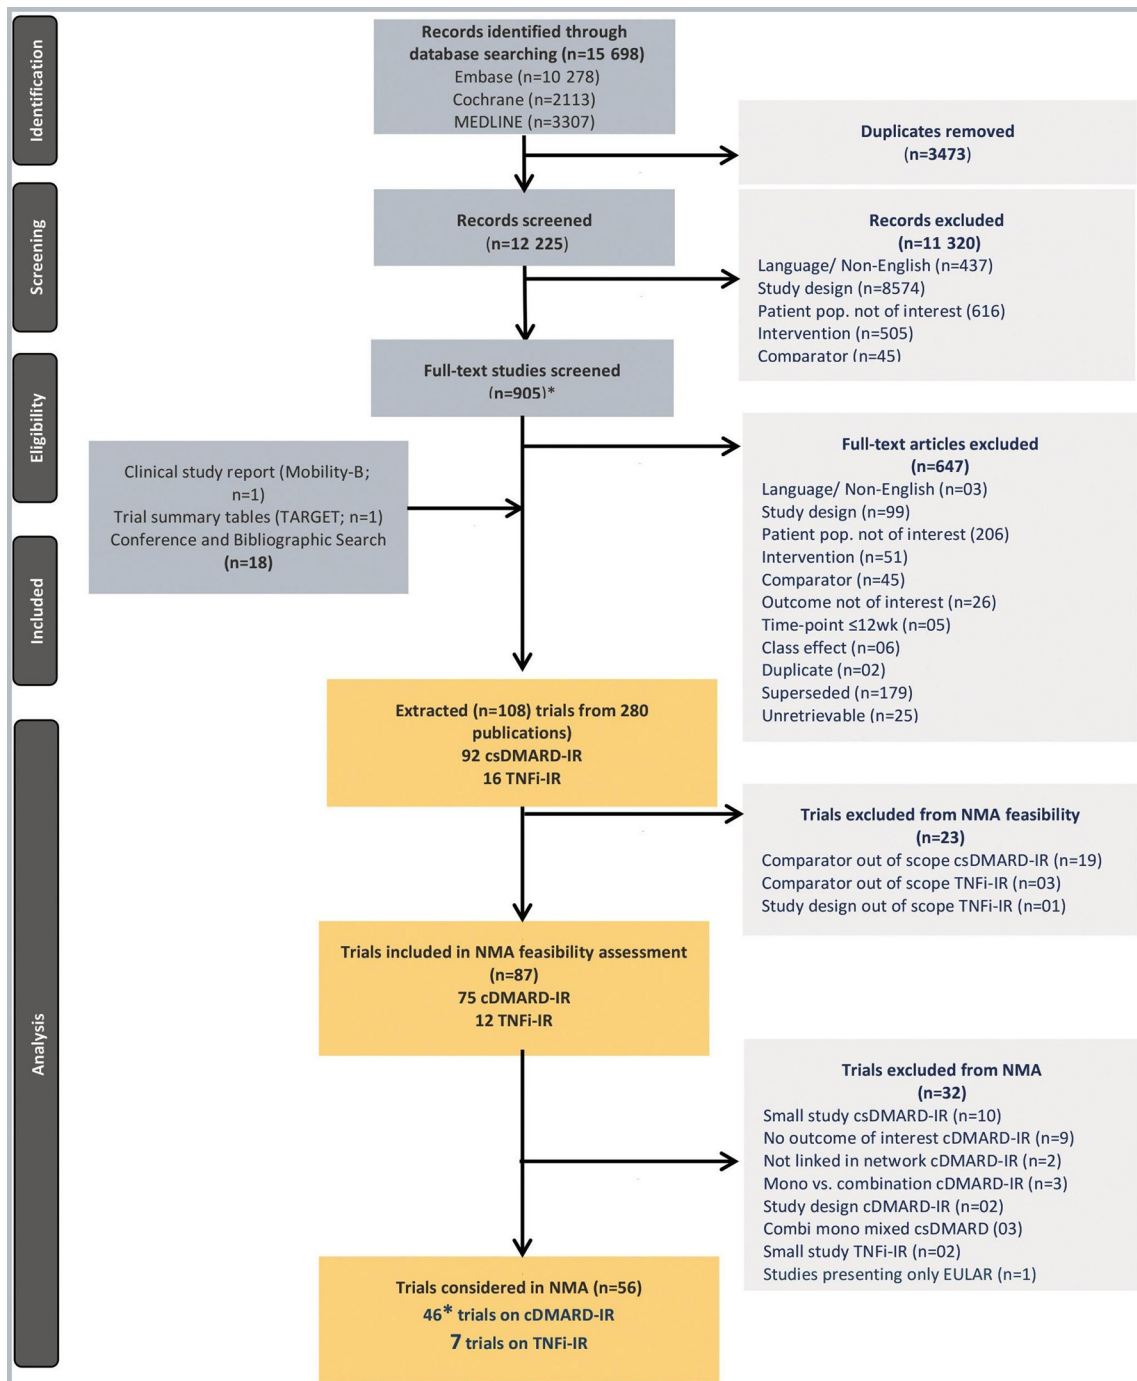 Identification
Records identified through
database searching (n=15 698)
Embase (n=10 278)
Cochrane (n=2113)
MEDLINE (n=3307)
Duplicates removed
(n=3473)
Screening
Records screened
(n=12 225)
Records excluded
(n=11 320)
Language/ Non-English (n=437)
Study design (n=8574)
Patient pop. not of interest (616)
Intervention (n=505)
Comparator (n=45)
Eligibility
Full-text studies screened
(n=905)*
Full-text articles excluded
(n=647)
Language/ Non-English (n=03)
Study design (n=99)
Patient pop. not of interest (206)
Intervention (n=51)
Comparator (n=45)
Outcome not of interest (n=26)
Time-point ≤12wk (n=05)
Class effect (n=06)
Duplicate (n=02)
Superseded (n=179)
Unretrievable (n=25)
Clinical study report (Mobility-B;
n=1)
Trial summary tables (TARGET; n=1)
Conference and Bibliographic Search
(n=18)
Included
Extracted (n=108) trials from 280
publications)
92 csDMARD-IR
16 TNFi-IR
Analysis
Trials excluded from NMA feasibility
(n=23)
Comparator out of scope csDMARD-IR (n=19)
Comparator out of scope TNFi-IR (n=03)
Study design out of scope TNFi-IR (n=01)
Trials included in NMA feasibility assessment
(n=87)
75 cDMARD-IR
12 TNFi-IR
Trials excluded from NMA
(n=32)
Small study csDMARD-IR (n=10)
No outcome of interest cDMARD-IR (n=9)
Not linked in network cDMARD-IR (n=2)
Mono vs. combination cDMARD-IR (n=3)
Study design cDMARD-IR (n=02)
Combi mono mixed csDMARD (03)
Small study TNFi-IR (n=02)
Studies presenting only EULAR (n=1)
Trials considered in NMA (n=56)
46* trials on cDMARD-IR
7 trials on TNFi-IR